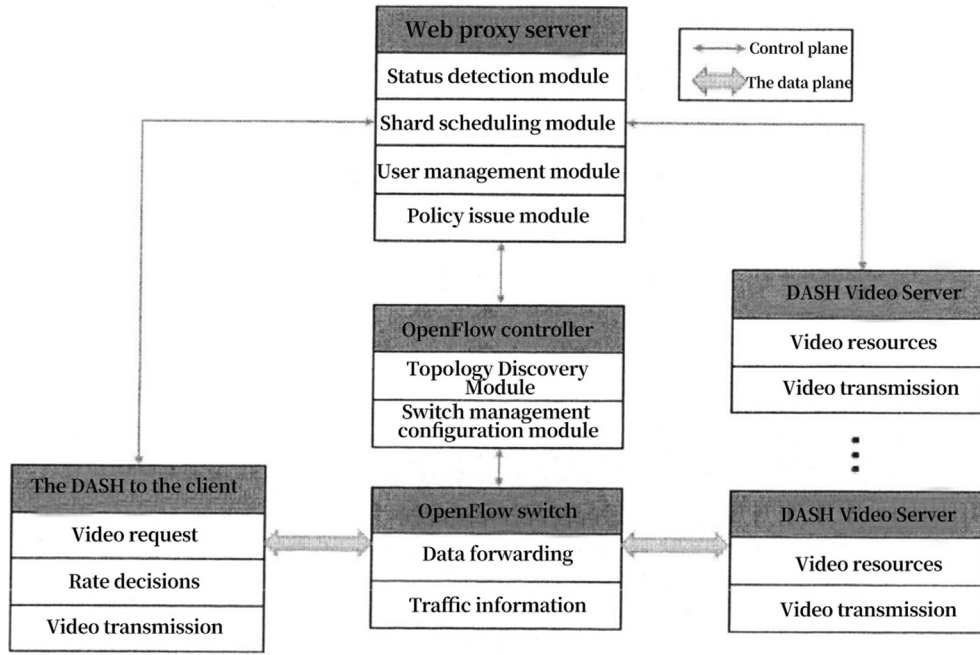 Web proxy server
Status detection module
Shard scheduling module
User management module
Policy issue module
Control plane
The data plane
OpenFlow controller
Topology Discovery
Module
Switch management
configuration module
DASH Video Server
Video resources
Video transmission
The DASH to the client
Video request
Rate decisions
Video transmission
OpenFlow switch
Data forwarding
Traffic information
DASH Video Server
Video resources
Video transmission